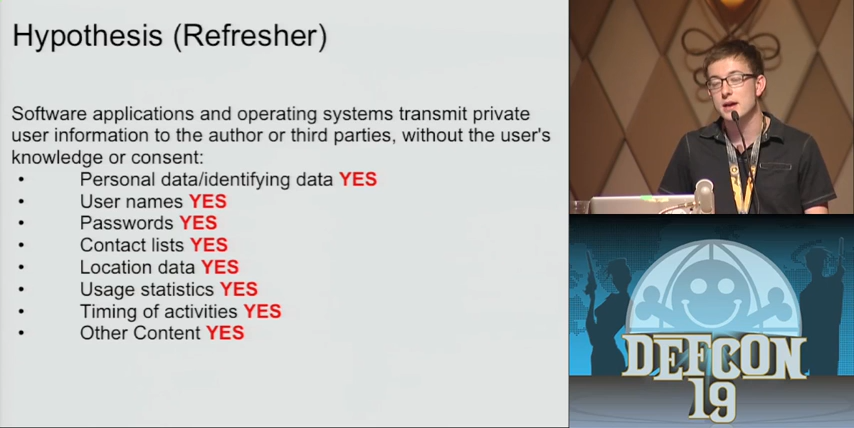 Hypothesis (Refresher)
Software applications and operating systems transmit private
user information to the author or third parties, without the user's
knowledge or consent:
• Personal data/identifying data YES
• User names YES
• Passwords YES
• Contact lists YES
• Location data YES
• Usage statistics YES
• Timing of activities YES
• Other Content YES
DEFCON
19